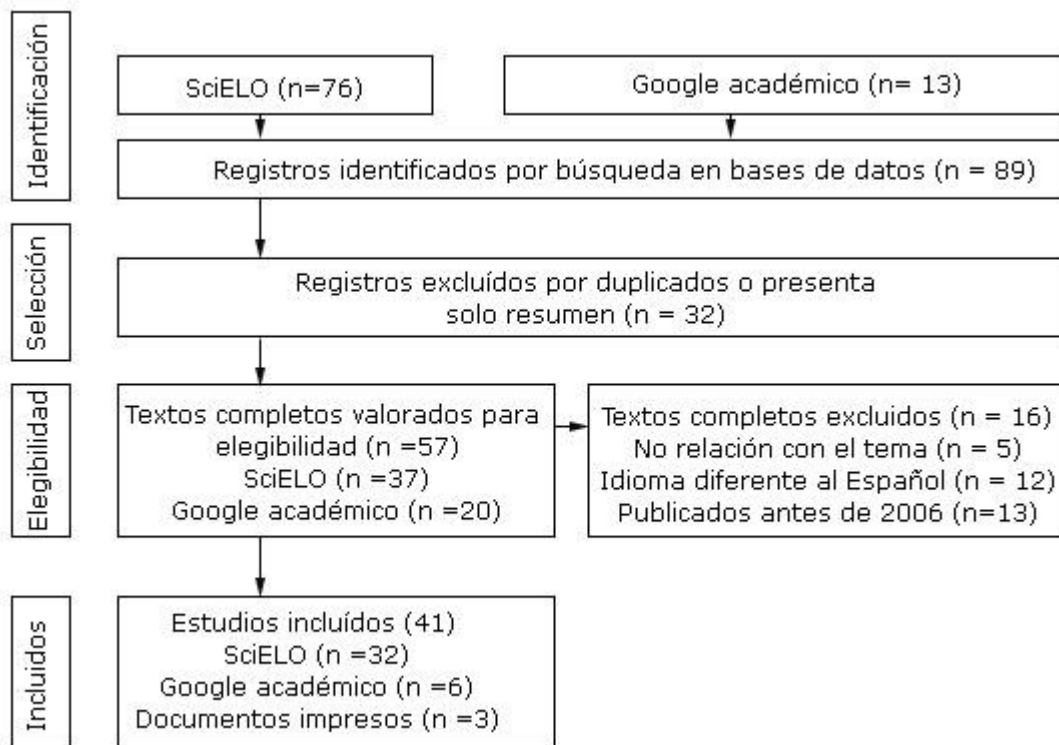 Identificación
SciELO (n=76)
Google académico (n= 13)
Registros identificados por búsqueda en bases de datos (n = 89)
Selección
Registros excluídos por duplicados o presenta
solo resumen (n = 32)
Elegibilidad
Textos completos valorados para
elegibilidad (n =57)
SciELO (n =37)
Google académico (n =20)
Textos completos excluidos (n = 16)
No relación con el tema (n = 5)
Idioma diferente al Español (n = 12)
Publicados antes de 2006 (n=13)
Incluidos
Estudios incluídos (41)
SciELO (n =32)
Google académico (n =6)
Documentos impresos (n =3)